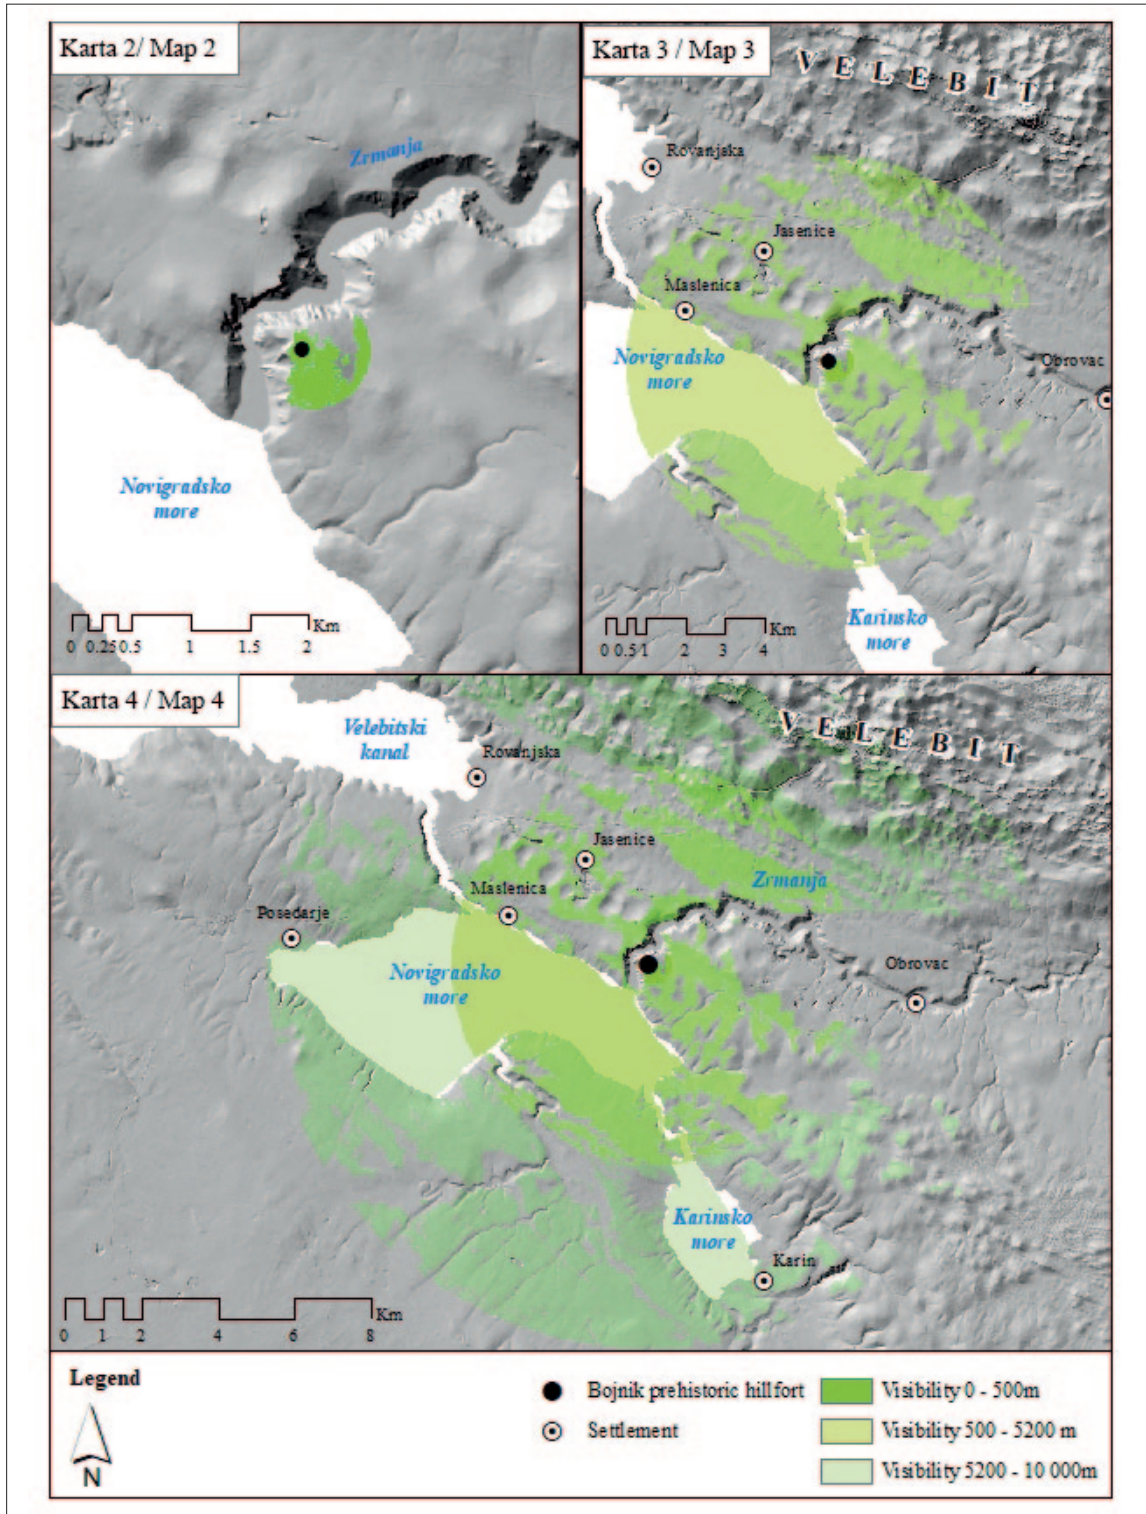 Karta 2/ Map 2
Zrmanja
Novigradsko
more
Km
0 0.25 0.5 1 1.5 2
Karta 3 / Map 3
VELEBIT
Rovanjska
Jasenice
Maslenica
Novigradsko
more
Obrovac
Karinsko
more
Km
0 0.5 1 2 3 4
Karta 4 / Map 4
Velebitski
kanal
VELEBIT
Rovanjska
Jasenice
Zrmanja
Maslenica
Posedarje
Obrovac
Novigradsko
more
Karinsko
more
Karin
Km
0 1 2 4 6 8
Legend
N
Bojnik prehistoric hillfort
Settlement
Visibility 0 - 500m
Visibility 500 - 5200 m
Visibility 5200 - 10 000m